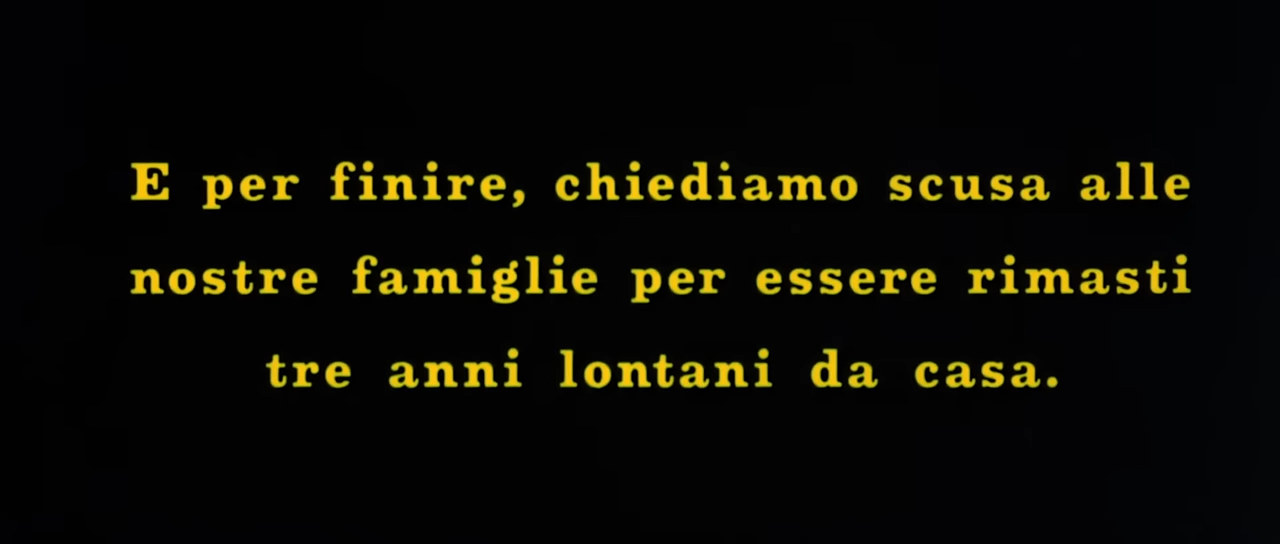 E per finire, chiediamo scusa alle
nostre famiglie per essere rimasti
tre anni lontani da casa.